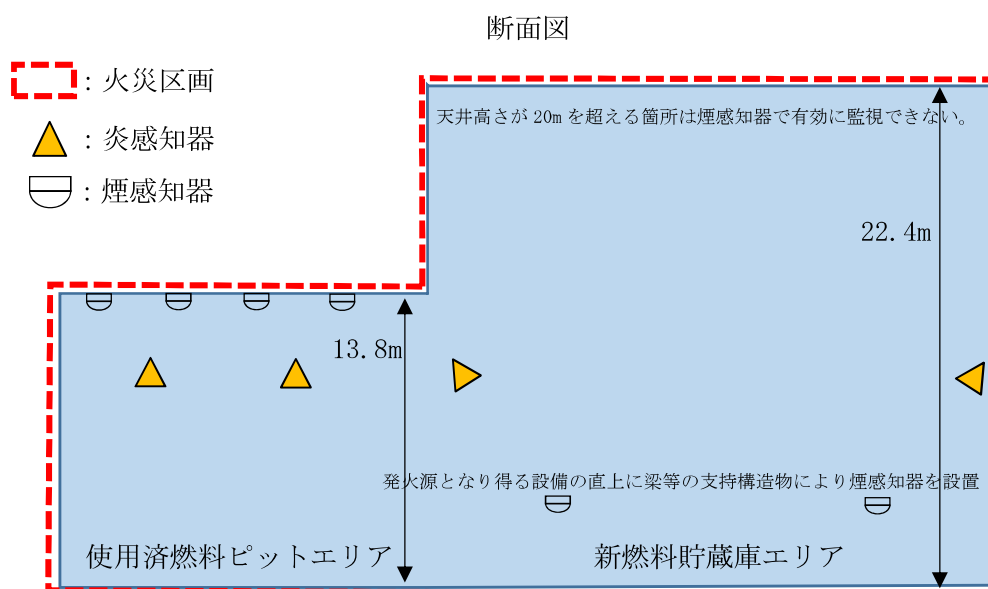 断面図
：火災区画
：炎感知器
：煙感知器
天井高さが 20m を超える箇所は煙感知器で有効に監視できない。
22.4m
13.8m
発火源となり得る設備の直上に梁等の支持構造物により煙感知器を設置
使用済燃料ピットエリア
新燃料貯蔵庫エリア